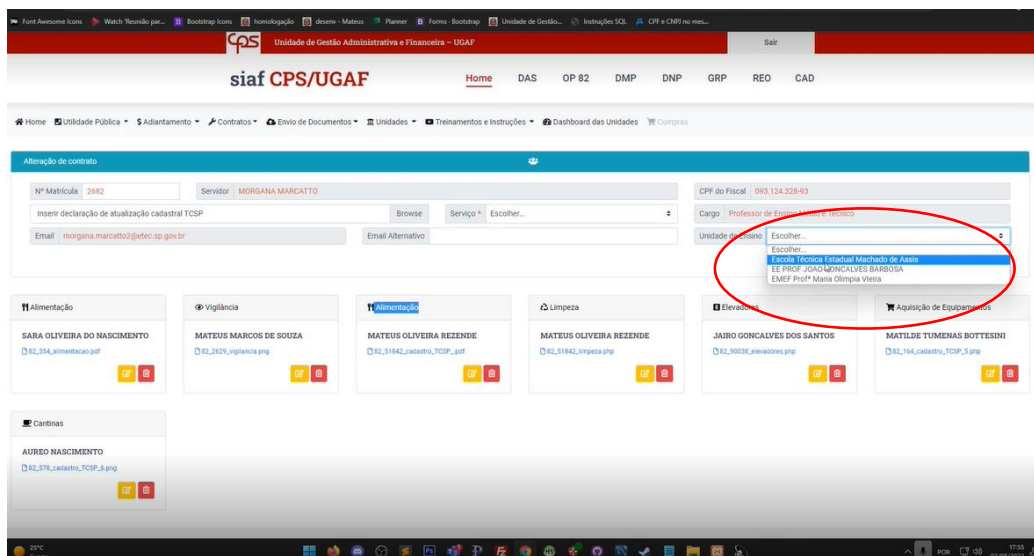 Font Awesome Icons Watch 'Reunião par... Bootstrap Icons homologação desenv - Mateus Planner Forms · Bootstrap Unidade de Gestão... Instruções SQL CPF e CNPJ no mes...
cps Unidade de Gestão Administrativa e Financeira – UGAF Sair
siaf CPS/UGAF Home DAS OP 82 DMP DNP GRP REO CAD
Home Utilidade Pública $ Adiantamento Contratos Envio de Documentos Unidades Treinamentos e Instruções Dashboard das Unidades Compras
Alteração de contrato
Nº Matrícula 2682 Servidor MORGANA MARCATTO CPF do Fiscal 093.124.328-93
Inserir declaração de atualização cadastral TCSP Browse Serviço * Escolher... Cargo Professor de Ensino Médio e Técnico
Email morgana.marcatto2@etec.sp.gov.br Email Alternativo Unidade de Ensino Escolher...
Escolher...
Escola Técnica Estadual Machado de Assis
EE PROF JOAO GONCALVES BARBOSA
EMEF Profª Maria Olimpia Vieira
Alimentação Vigilância Alimentação Limpeza Elevadores Aquisição de Equipamentos
SARA OLIVEIRA DO NASCIMENTO MATEUS MARCOS DE SOUZA MATEUS OLIVEIRA REZENDE MATEUS OLIVEIRA REZENDE JAIRO GONCALVES DOS SANTOS MATILDE TUMENAS BOTTESINI
82_354_alimentacao.pdf 82_2629_vigilancia.png 82_51842_cadastro_TCSP_.pdf 82_51842_limpeza.php 82_90038_elevadores.php 82_164_cadastro_TCSP_5.php
Cantinas
AUREO NASCIMENTO
82_578_cadastro_TCSP_6.png
25°C POR 17:55